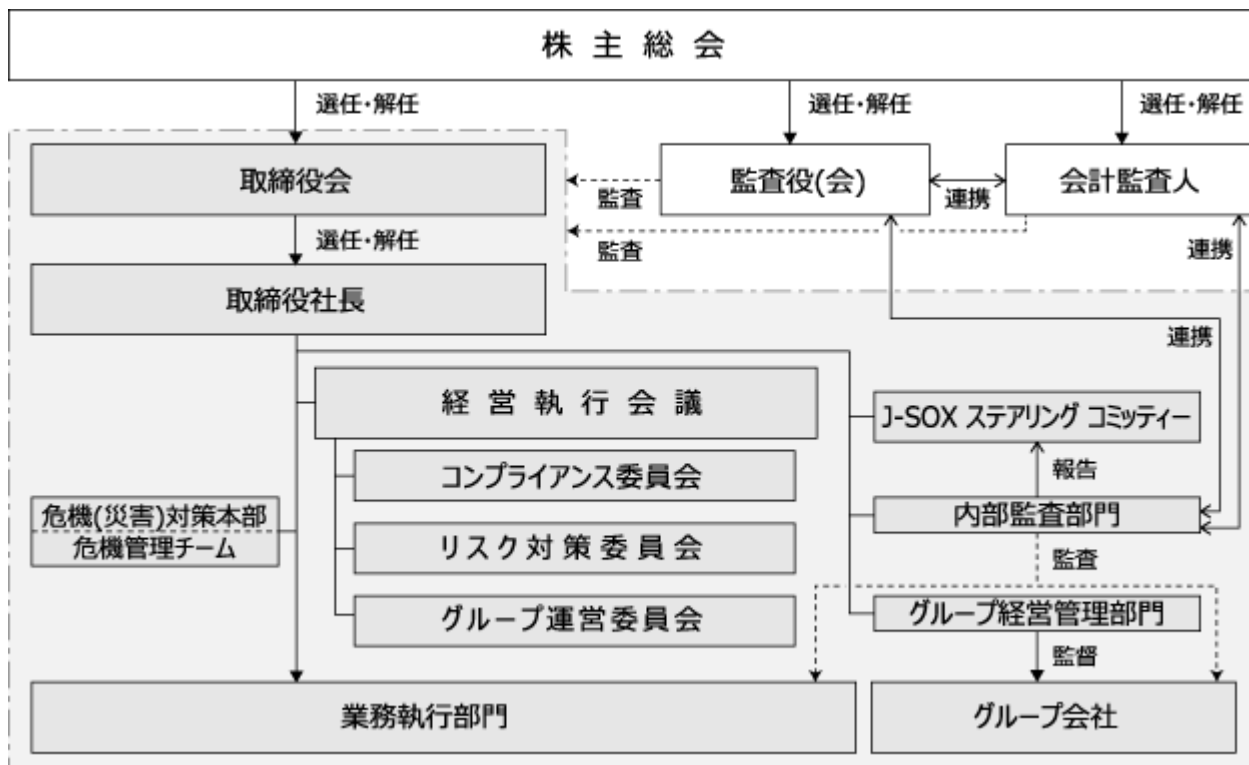 株主総会
選任・解任
選任・解任
選任・解任
取締役会
監査役(会)
会計監査人
監査
連携
選任・解任
監査
連携
取締役社長
連携
経営執行会議
J-SOX ステアリング コミッティー
コンプライアンス委員会
報告
危機(災害)対策本部
危機管理チーム
内部監査部門
リスク対策委員会
監査
グループ運営委員会
グループ経営管理部門
監督
業務執行部門
グループ会社